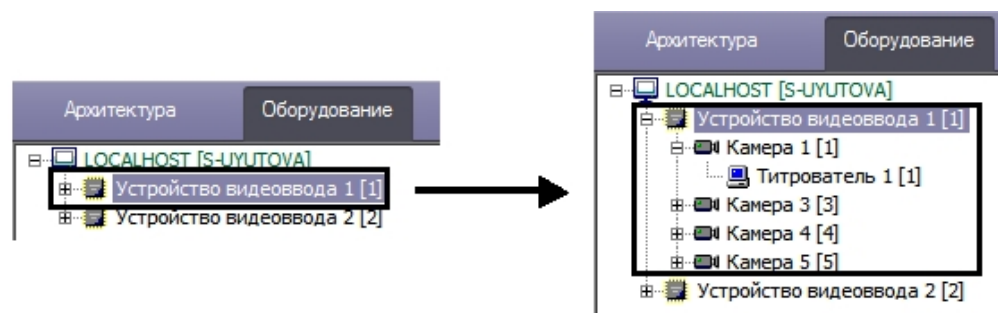 Архитектура Оборудование
LOCALHOST [S-UYUTOVA]
Устройство видеоввода 1 [1]
Устройство видеоввода 2 [2]
Архитектура Оборудование
LOCALHOST [S-UYUTOVA]
Устройство видеоввода 1 [1]
Камера 1 [1]
Титрователь 1 [1]
Камера 3 [3]
Камера 4 [4]
Камера 5 [5]
Устройство видеоввода 2 [2]